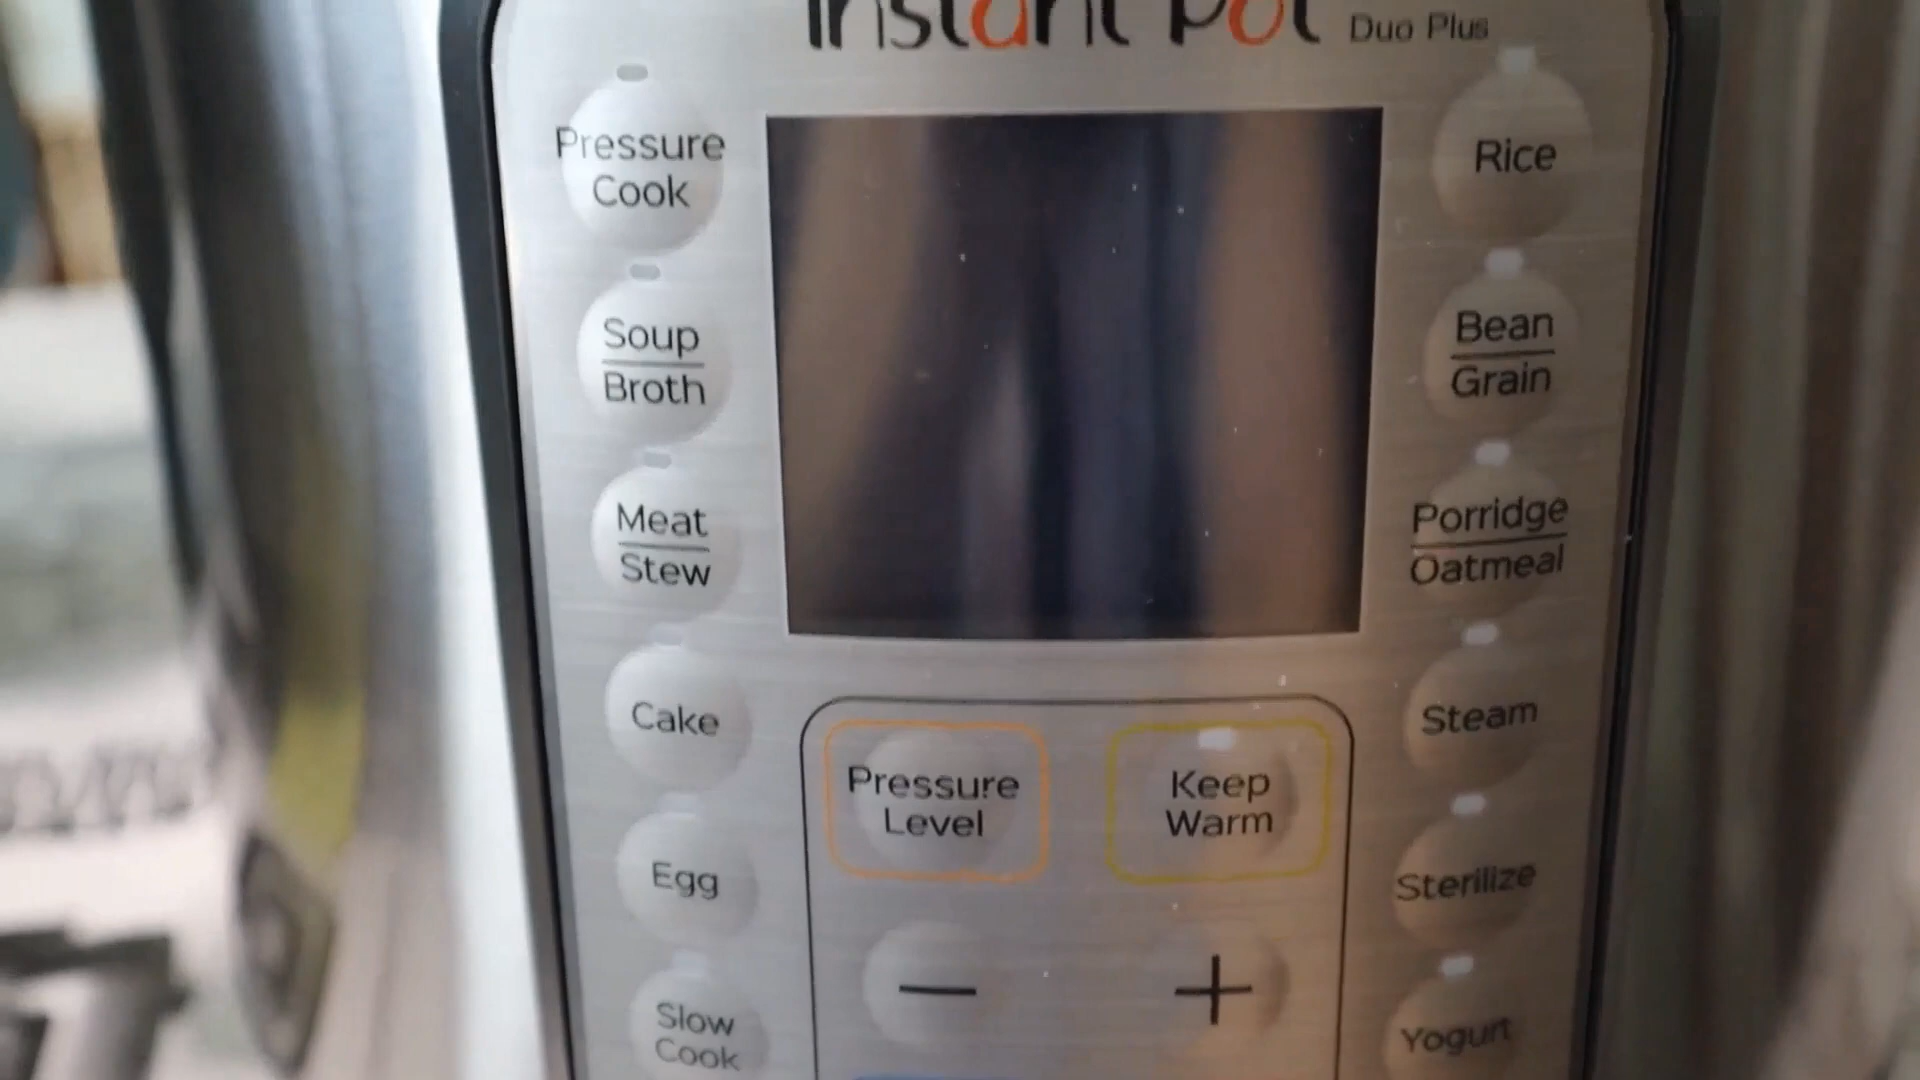 Instant Pot Duo Plus
Pressure
Cook
Soup
Broth
Meat
Stew
Cake
Egg
Slow
Cook
Rice
Bean
Grain
Porridge
Oatmeal
Steam
Sterilize
Yogurt
Pressure
Level
Keep
Warm
− +